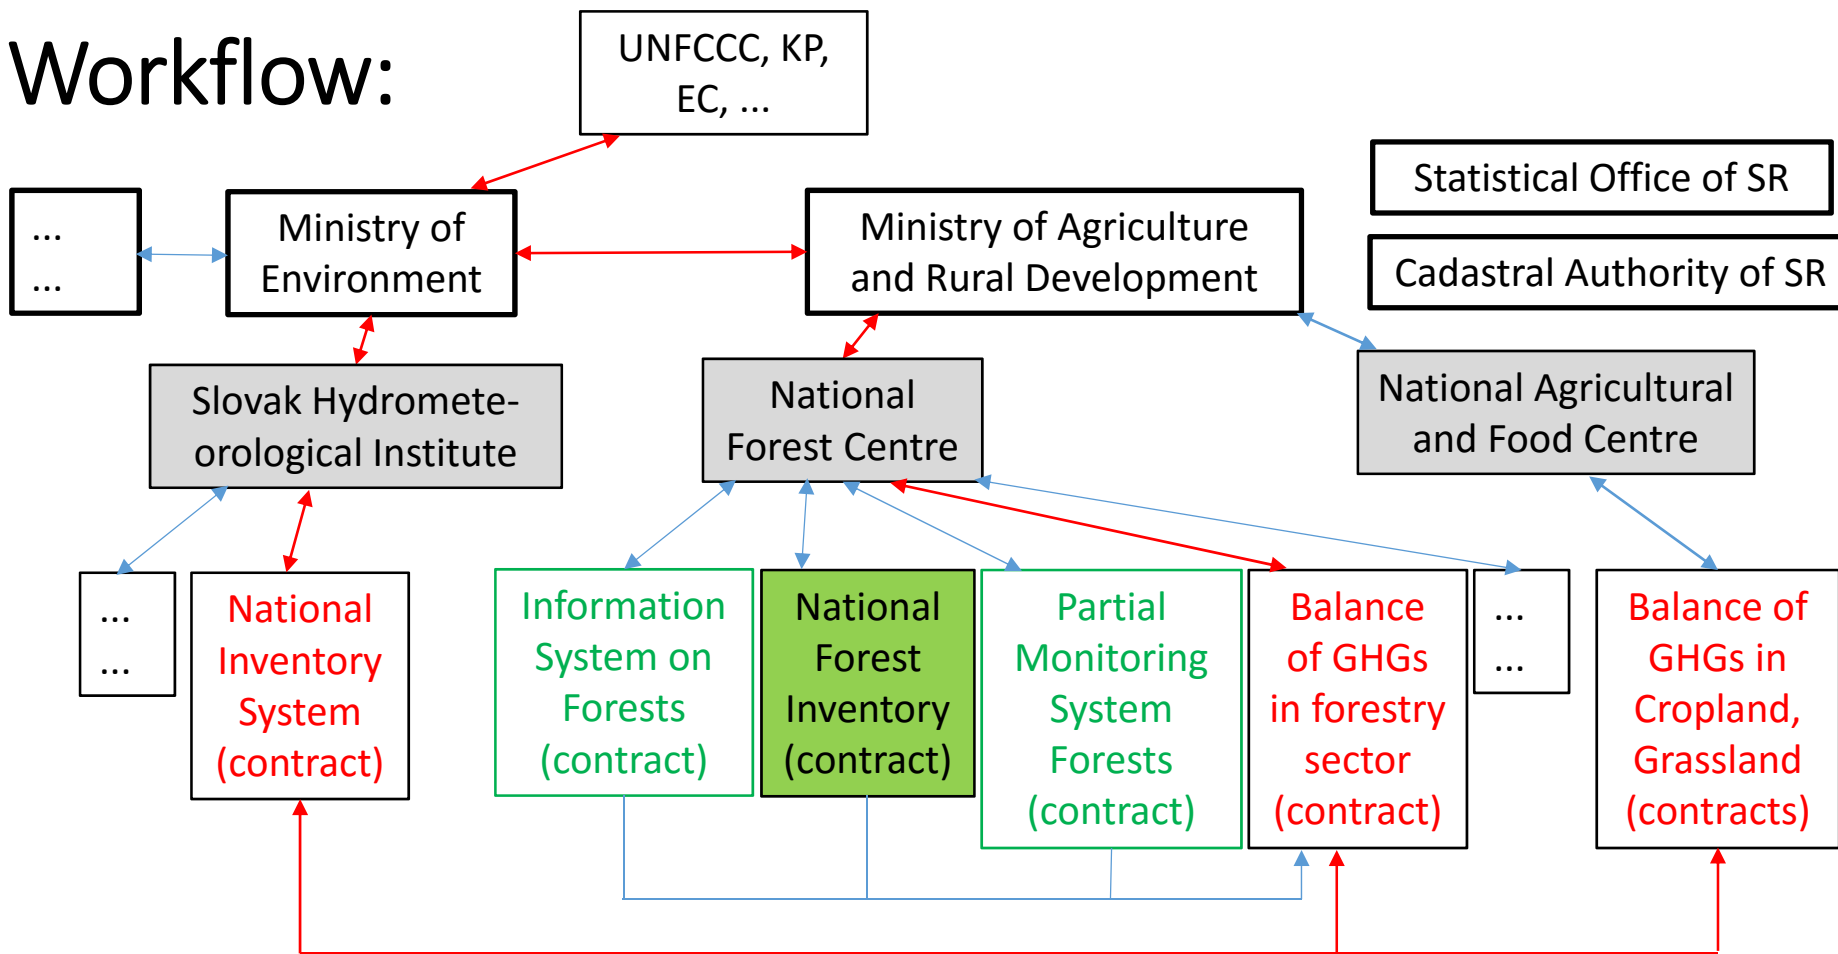 Workflow:
UNFCCC, KP,
EC, ...
Statistical Office of SR
Cadastral Authority of SR
...
...
Ministry of
Environment
Ministry of Agriculture
and Rural Development
Slovak Hydromete-
orological Institute
National
Forest Centre
National Agricultural
and Food Centre
...
...
National
Inventory
System
(contract)
Information
System on
Forests
(contract)
National
Forest
Inventory
(contract)
Partial
Monitoring
System
Forests
(contract)
Balance
of GHGs
in forestry
sector
(contract)
...
...
Balance of
GHGs in
Cropland,
Grassland
(contracts)